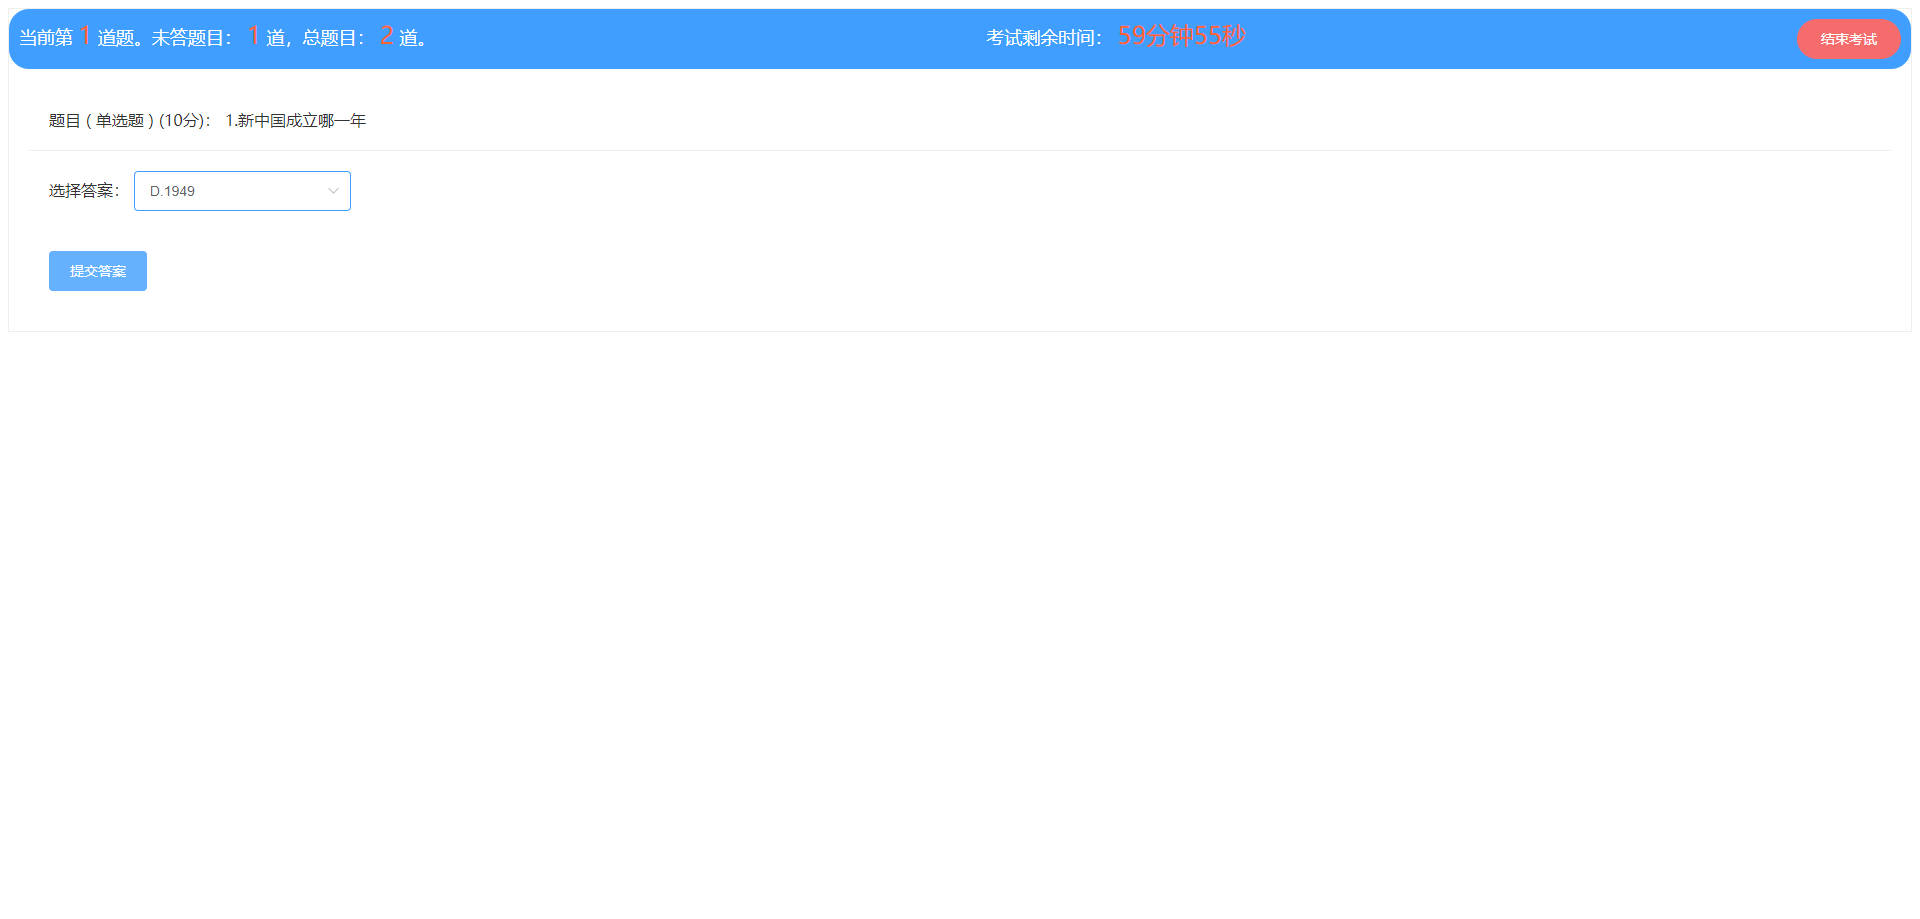 当前第 1 道题。未答题目： 1 道，总题目： 2 道。
考试剩余时间： 59分钟55秒
结束考试
题目 ( 单选题 ) (10分)： 1.新中国成立哪一年
选择答案： D.1949
提交答案